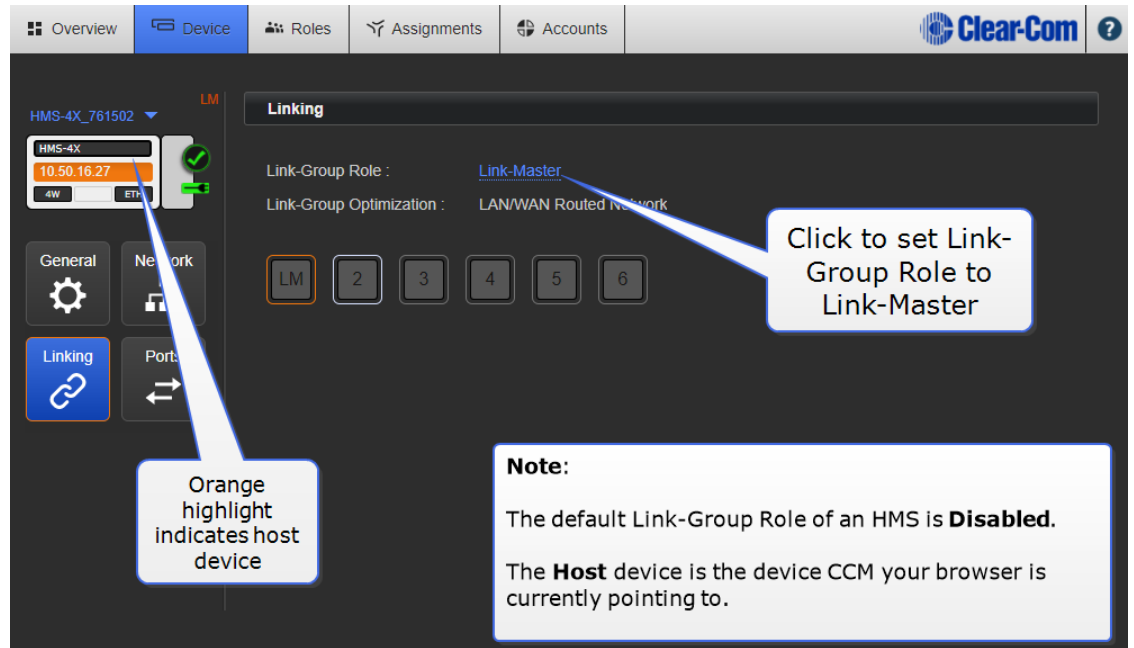 Overview
Device
Roles
Assignments
Accounts
Clear-Com
?
HMS-4X_761502
LM
HMS-4X
10.50.16.27
4W
Linking
Link-Group Role :
Link-Master
Link-Group Optimization :
LAN/WAN Routed Network
LM
2
3
4
5
6
General
Linking
Click to set Link-
Group Role to
Link-Master
Orange
highlight
indicates host
device
Note:
The default Link-Group Role of an HMS is Disabled.
The Host device is the device CCM your browser is
currently pointing to.